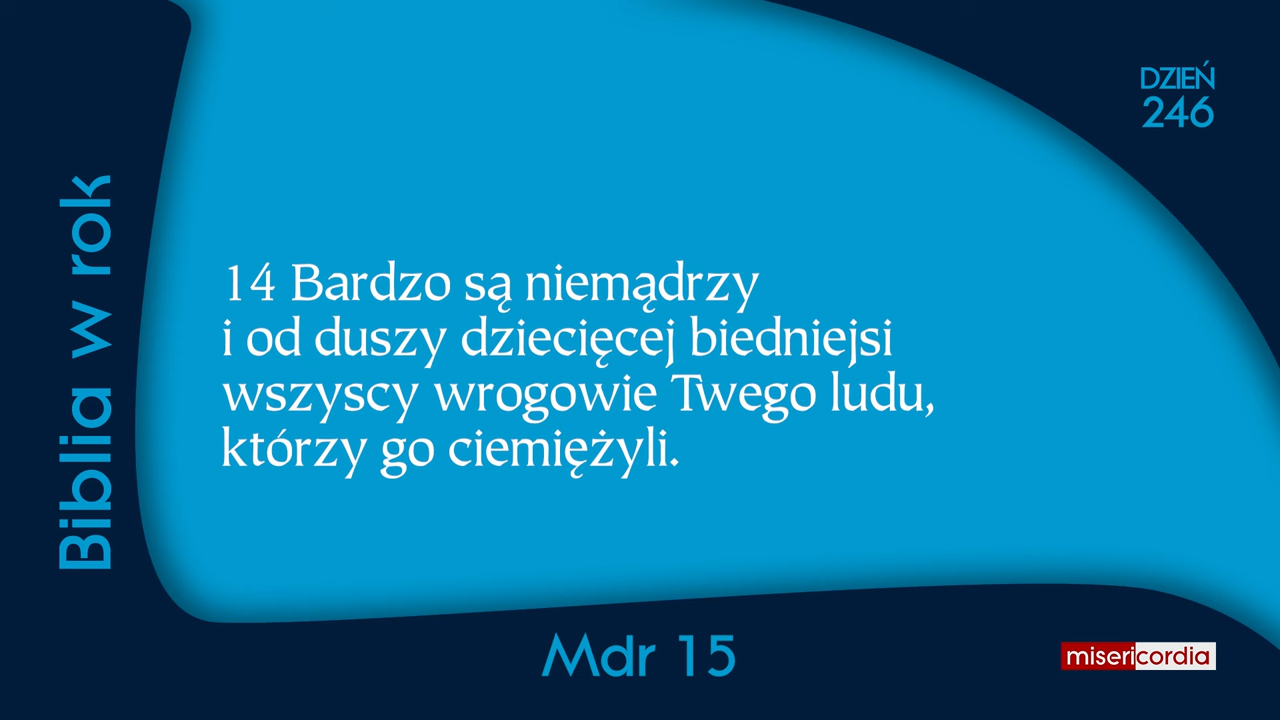 DZIEŃ
246
Biblia w rok
14 Bardzo są niemądrzy
i od duszy dziecięcej biedniejsi
wszyscy wrogowie Twego ludu,
którzy go ciemiężyli.
Mdr 15
misericordia